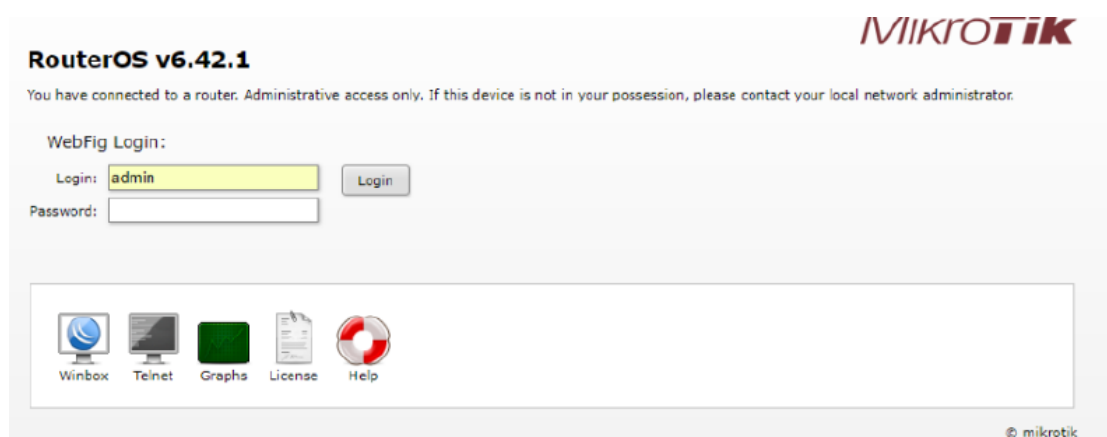 MikroTik
RouterOS v6.42.1
You have connected to a router. Administrative access only. If this device is not in your possession, please contact your local network administrator.
WebFig Login:
Login: admin Login
Password:
Winbox Telnet Graphs License Help
© mikrotik